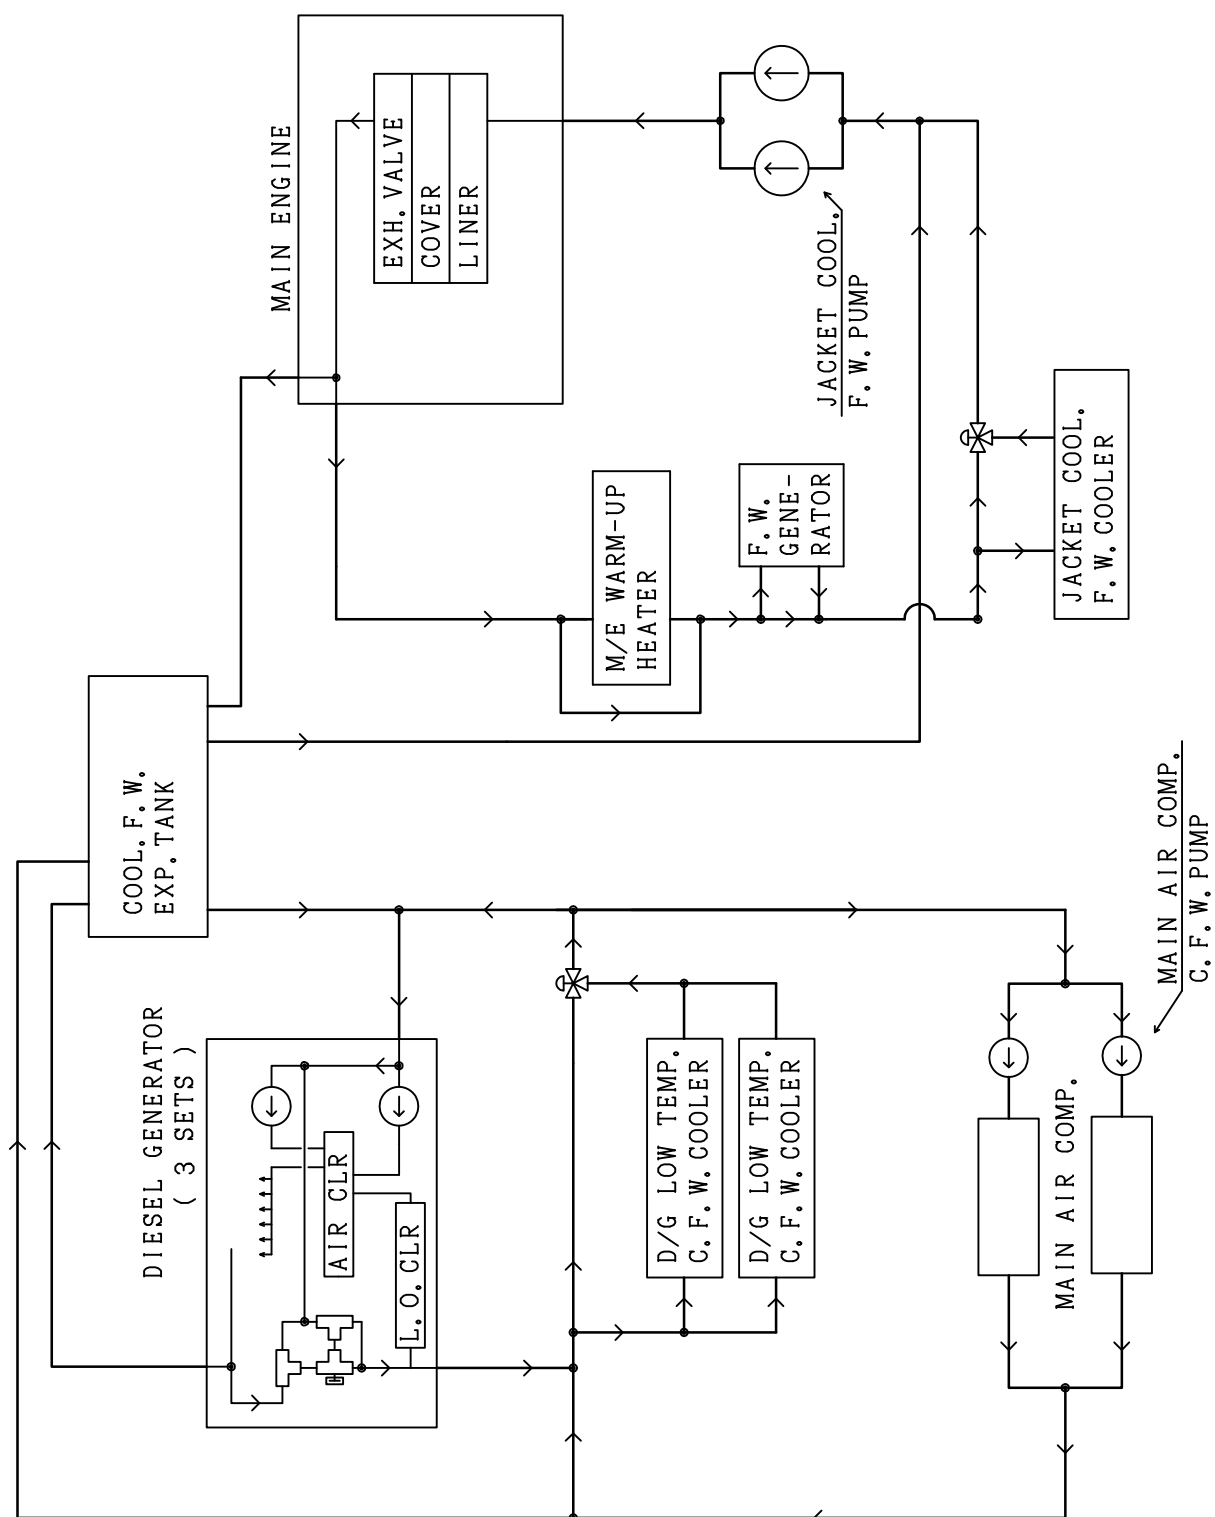 MAIN ENGINE
EXH. VALVE
COVER
LINER
JACKET COOL.
F. W. PUMP
M/E WARM-UP
HEATER
F. W.
GENE-
RATOR
JACKET COOL.
F. W. COOLER
COOL. F. W.
EXP. TANK
MAIN AIR COMP.
C. F. W. PUMP
DIESEL GENERATOR
( 3 SETS )
AIR CLR
L. O. CLR
D/G LOW TEMP.
C. F. W. COOLER
D/G LOW TEMP.
C. F. W. COOLER
MAIN AIR COMP.